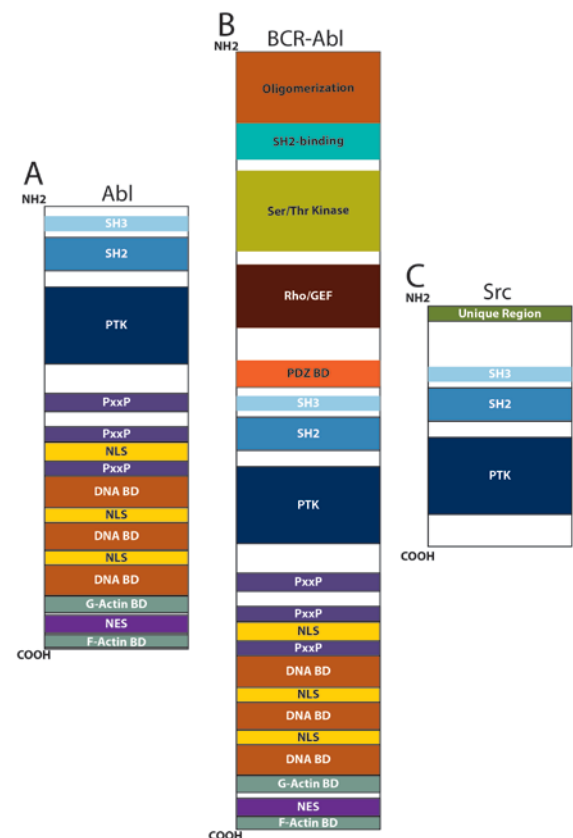 A
Abl
NH2
SH3
SH2
PTK
PxxP
PxxP
NLS
PxxP
DNA BD
NLS
DNA BD
NLS
DNA BD
G-Actin BD
NES
F-Actin BD
COOH
B
BCR-Abl
NH2
Oligomerization
SH2-binding
Ser/Thr Kinase
Rho/GEF
PDZ BD
SH3
SH2
PTK
PxxP
PxxP
NLS
PxxP
DNA BD
NLS
DNA BD
NLS
DNA BD
G-Actin BD
NES
F-Actin BD
COOH
C
Src
NH2
Unique Region
SH3
SH2
PTK
COOH